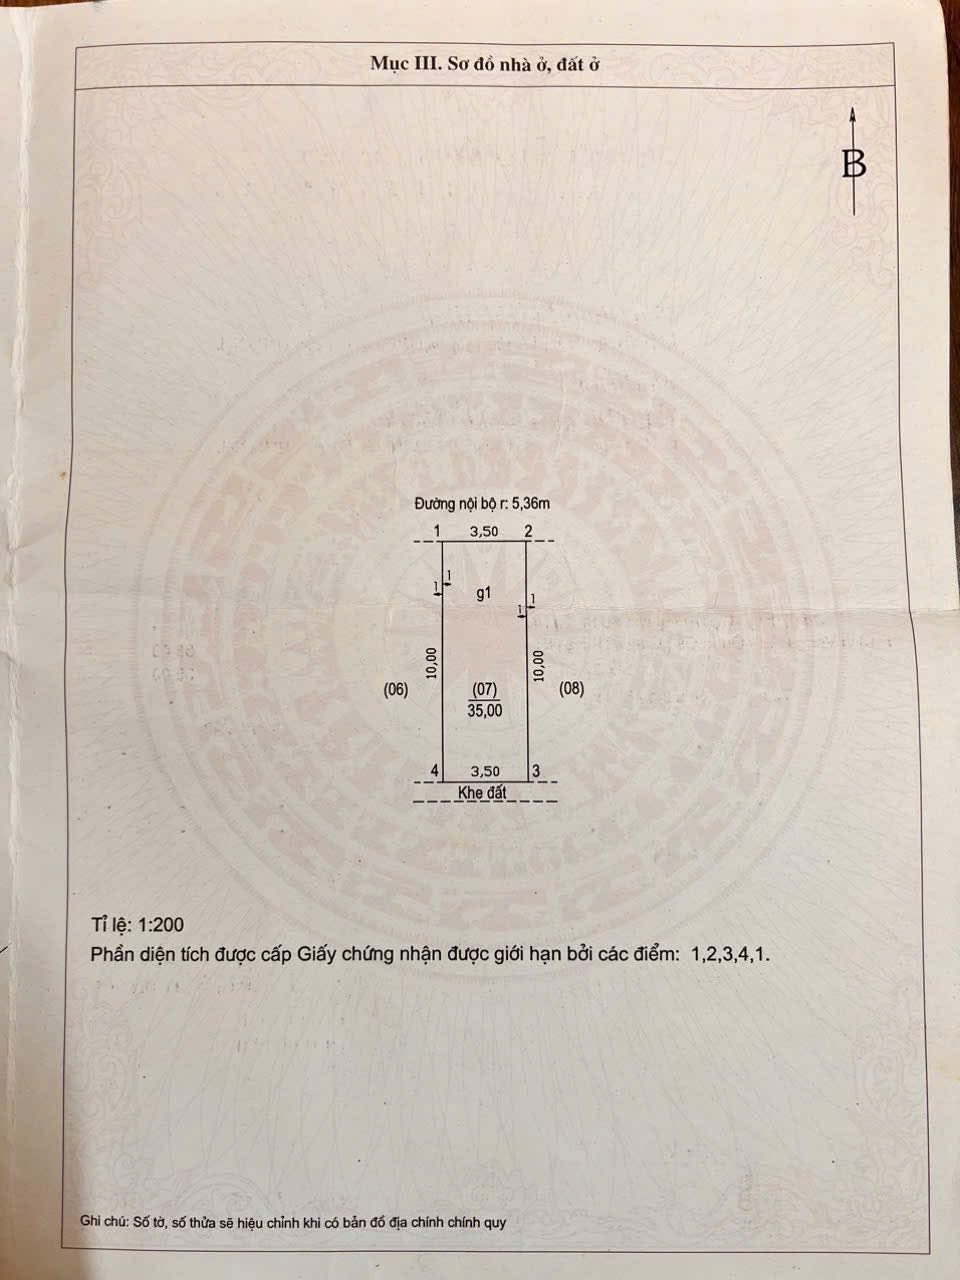 Mục III. Sơ đồ nhà ở, đất ở
B
Đường nội bộ r: 5,36m
1 3,50 2
1
1
g1
1
1
10,00
10,00
(06)
(07)
35,00
(08)
4 3,50 3
Khe đất
Tỉ lệ: 1:200
Phần diện tích được cấp Giấy chứng nhận được giới hạn bởi các điểm: 1,2,3,4,1.
Ghi chú: Số tờ, số thửa sẽ hiệu chỉnh khi có bản đồ địa chính chính quy